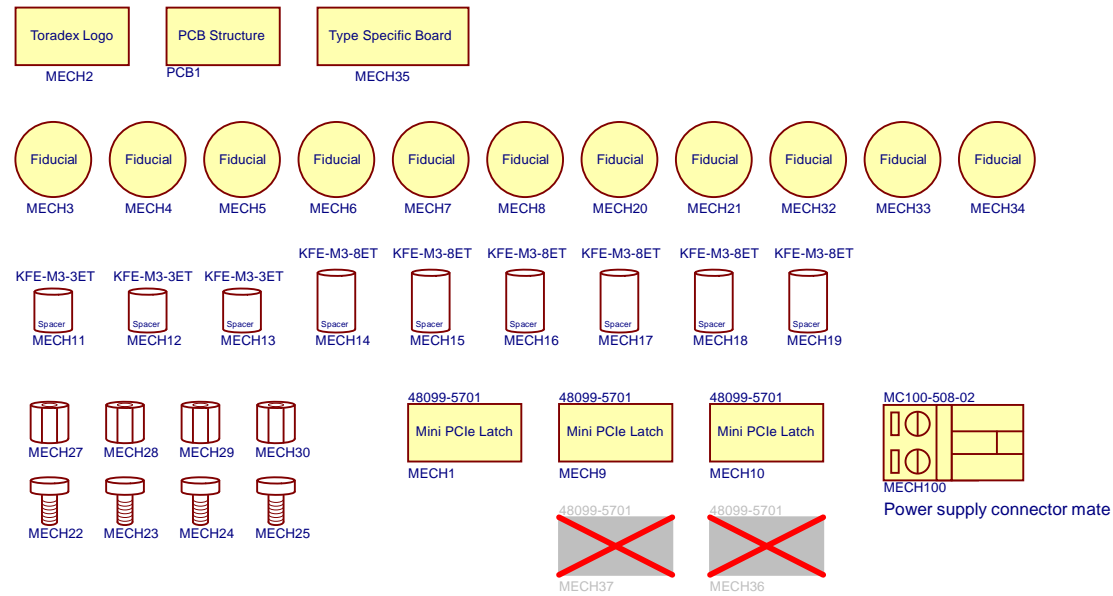 Toradex Logo
PCB Structure
Type Specific Board
MECH2
PCB1
MECH35
Fiducial Fiducial Fiducial Fiducial Fiducial Fiducial Fiducial Fiducial Fiducial Fiducial Fiducial
MECH3 MECH4 MECH5 MECH6 MECH7 MECH8 MECH20 MECH21 MECH32 MECH33 MECH34
KFE-M3-8ET KFE-M3-8ET KFE-M3-8ET KFE-M3-8ET KFE-M3-8ET KFE-M3-8ET
KFE-M3-3ET KFE-M3-3ET KFE-M3-3ET
Spacer Spacer Spacer Spacer Spacer Spacer Spacer Spacer Spacer
MECH11 MECH12 MECH13 MECH14 MECH15 MECH16 MECH17 MECH18 MECH19
48099-5701 48099-5701 48099-5701 MC100-508-02
Mini PCIe Latch Mini PCIe Latch Mini PCIe Latch
MECH27 MECH28 MECH29 MECH30
MECH1 MECH9 MECH10
MECH100
Power supply connector mate
48099-5701 48099-5701
MECH22 MECH23 MECH24 MECH25
MECH37 MECH36